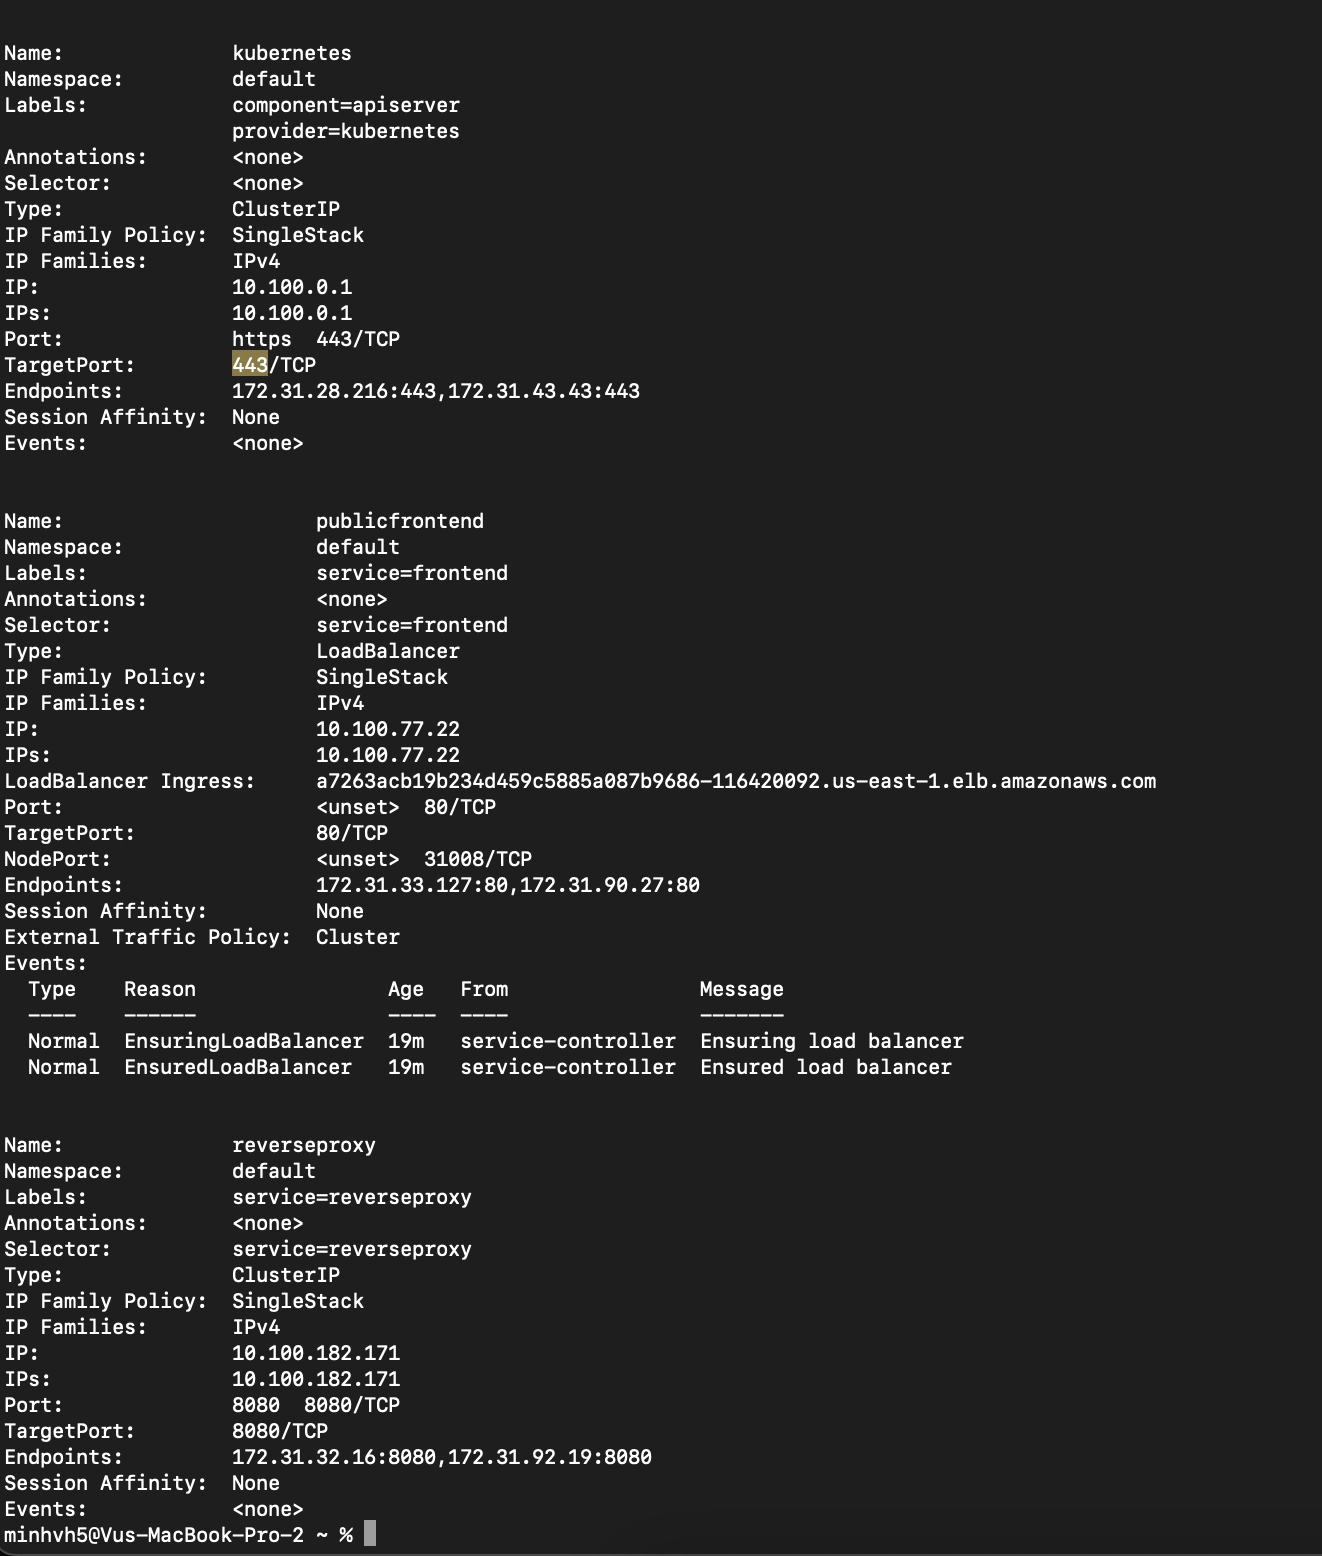 Name:              kubernetes
Namespace:         default
Labels:            component=apiserver
                   provider=kubernetes
Annotations:       <none>
Selector:          <none>
Type:              ClusterIP
IP Family Policy:  SingleStack
IP Families:       IPv4
IP:                10.100.0.1
IPs:               10.100.0.1
Port:              https  443/TCP
TargetPort:        443/TCP
Endpoints:         172.31.28.216:443,172.31.43.43:443
Session Affinity:  None
Events:            <none>
Name:                     publicfrontend
Namespace:                default
Labels:                   service=frontend
Annotations:              <none>
Selector:                 service=frontend
Type:                     LoadBalancer
IP Family Policy:         SingleStack
IP Families:              IPv4
IP:                       10.100.77.22
IPs:                      10.100.77.22
LoadBalancer Ingress:     a7263acb19b234d459c5885a087b9686-116420092.us-east-1.elb.amazonaws.com
Port:                     <unset>  80/TCP
TargetPort:               80/TCP
NodePort:                 <unset>  31008/TCP
Endpoints:                172.31.33.127:80,172.31.90.27:80
Session Affinity:         None
External Traffic Policy:  Cluster
Events:
  Type    Reason                Age   From                Message
  ----    ------                ----  ----                -------
  Normal  EnsuringLoadBalancer  19m   service-controller  Ensuring load balancer
  Normal  EnsuredLoadBalancer   19m   service-controller  Ensured load balancer
Name:              reverseproxy
Namespace:         default
Labels:            service=reverseproxy
Annotations:       <none>
Selector:          service=reverseproxy
Type:              ClusterIP
IP Family Policy:  SingleStack
IP Families:       IPv4
IP:                10.100.182.171
IPs:               10.100.182.171
Port:              8080  8080/TCP
TargetPort:        8080/TCP
Endpoints:         172.31.32.16:8080,172.31.92.19:8080
Session Affinity:  None
Events:            <none>
minhvh5@Vus-MacBook-Pro-2 ~ %